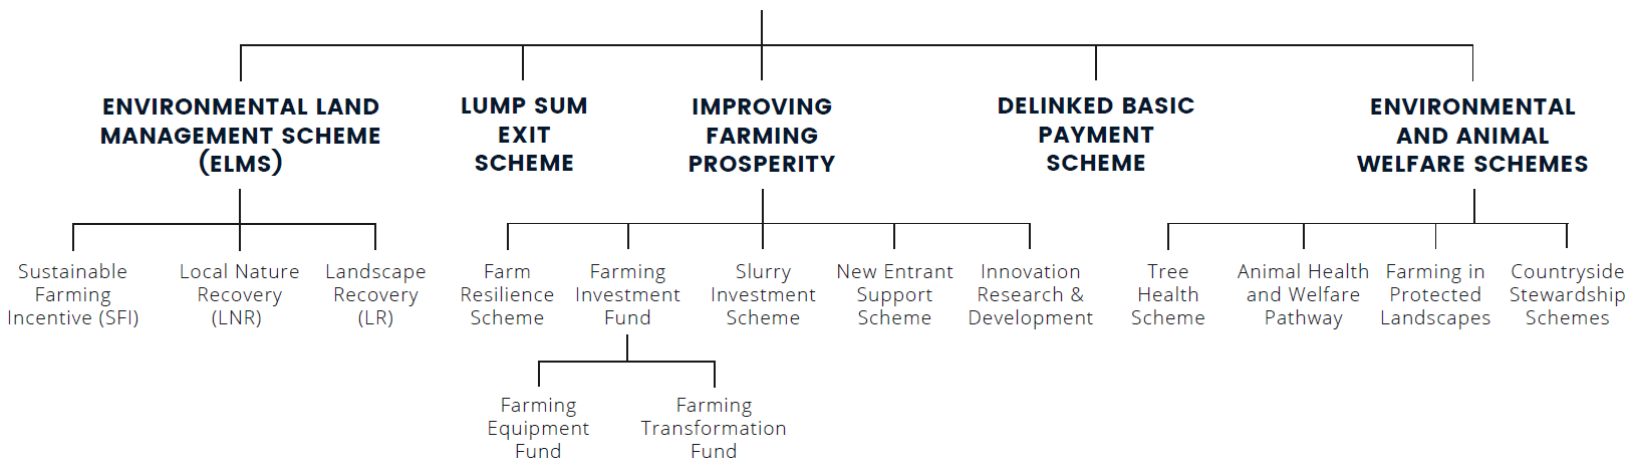 ENVIRONMENTAL LAND
MANAGEMENT SCHEME
(ELMS)
LUMP SUM
EXIT
SCHEME
IMPROVING
FARMING
PROSPERITY
DELINKED BASIC
PAYMENT
SCHEME
ENVIRONMENTAL
AND ANIMAL
WELFARE SCHEMES
Sustainable
Farming
Incentive (SFI)
Local Nature
Recovery
(LNR)
Landscape
Recovery
(LR)
Farm
Resilience
Scheme
Farming
Investment
Fund
Slurry
Investment
Scheme
New Entrant
Support
Scheme
Innovation
Research &
Development
Tree
Health
Scheme
Animal Health
and Welfare
Pathway
Farming in
Protected
Landscapes
Countryside
Stewardship
Schemes
Farming
Equipment
Fund
Farming
Transformation
Fund